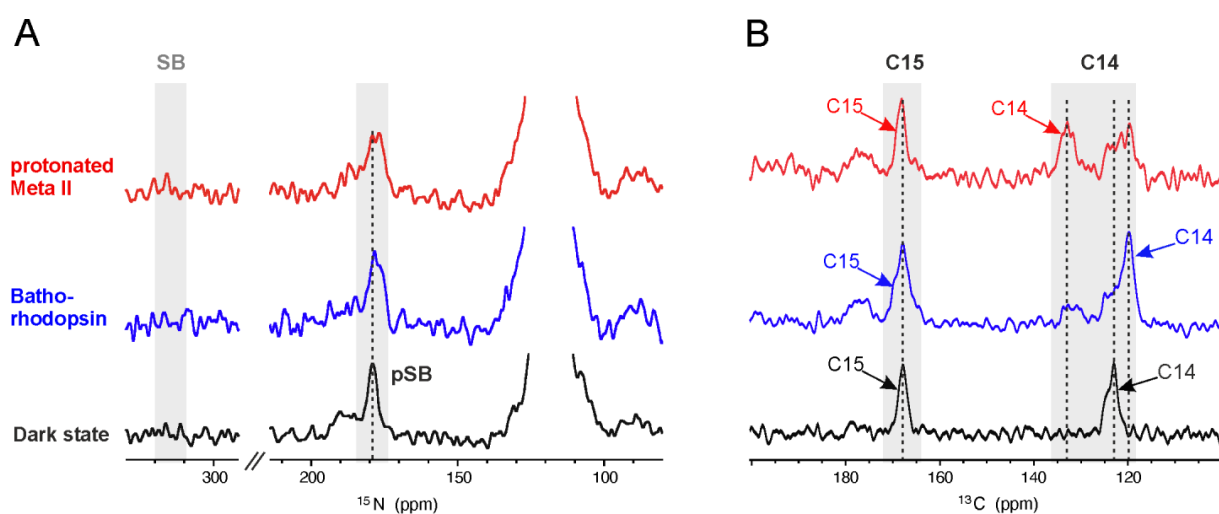 A
SB
protonated
Meta II
Batho-
rhodopsin
pSB
Dark state
300
200
150
100
¹⁵N (ppm)
B
C15
C14
C15
C14
C15
C14
C15
C14
180
160
140
120
¹³C (ppm)